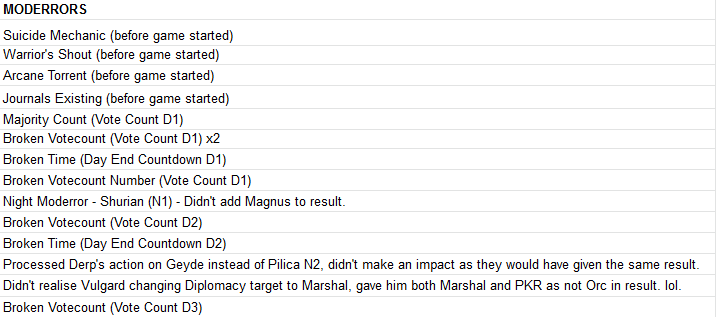 MODERRORS
Suicide Mechanic (before game started)
Warrior's Shout (before game started)
Arcane Torrent (before game started)
Journals Existing (before game started)
Majority Count (Vote Count D1)
Broken Votecount (Vote Count D1) x2
Broken Time (Day End Countdown D1)
Broken Votecount Number (Vote Count D1)
Night Moderror - Shurian (N1) - Didn't add Magnus to result.
Broken Votecount (Vote Count D2)
Broken Time (Day End Countdown D2)
Processed Derp's action on Geyde instead of Pilica N2, didn't make an impact as they would have given the same result.
Didn't realise Vulgard changing Diplomacy target to Marshal, gave him both Marshal and PKR as not Orc in result. lol.
Broken Votecount (Vote Count D3)